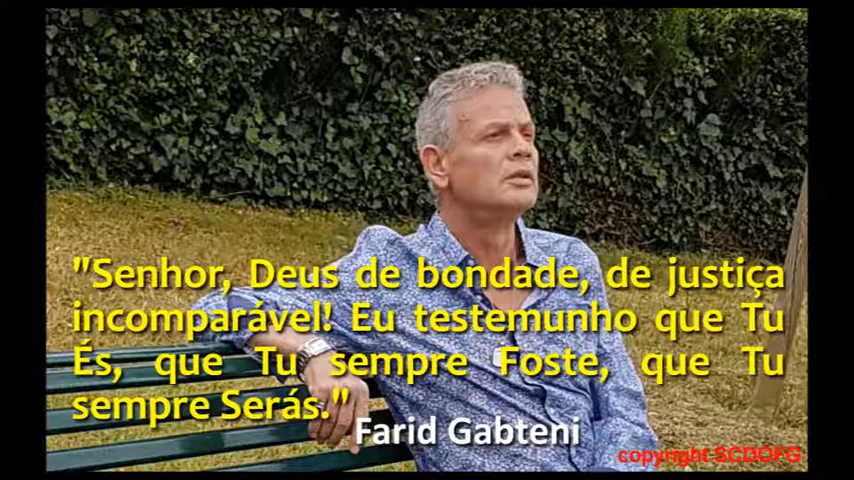 "Senhor, Deus de bondade, de justiça
incomparável! Eu testemunho que Tu
És, que Tu sempre Foste, que Tu
sempre Serás."
Farid Gabteni
copyright SCDOFG